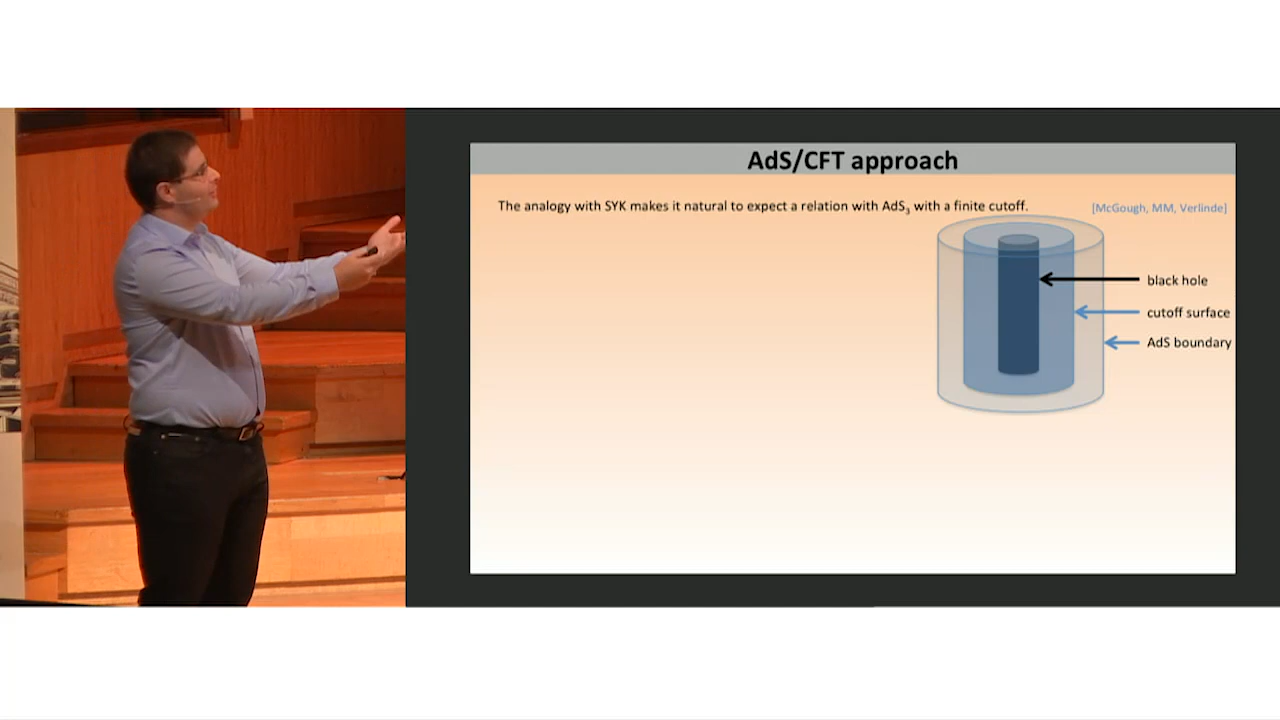 AdS/CFT approach
The analogy with SYK makes it natural to expect a relation with AdS₃ with a finite cutoff.
[McGough, MM, Verlinde]
black hole
cutoff surface
AdS boundary